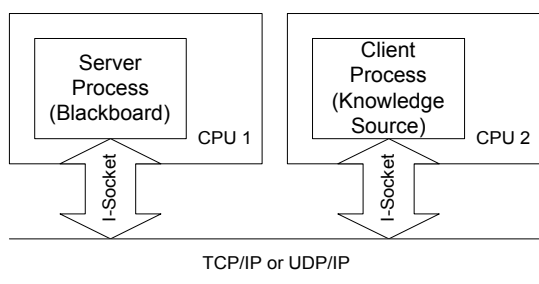 Server
Process
(Blackboard)
CPU 1
I-Socket
Client
Process
(Knowledge
Source)
CPU 2
I-Socket
TCP/IP or UDP/IP